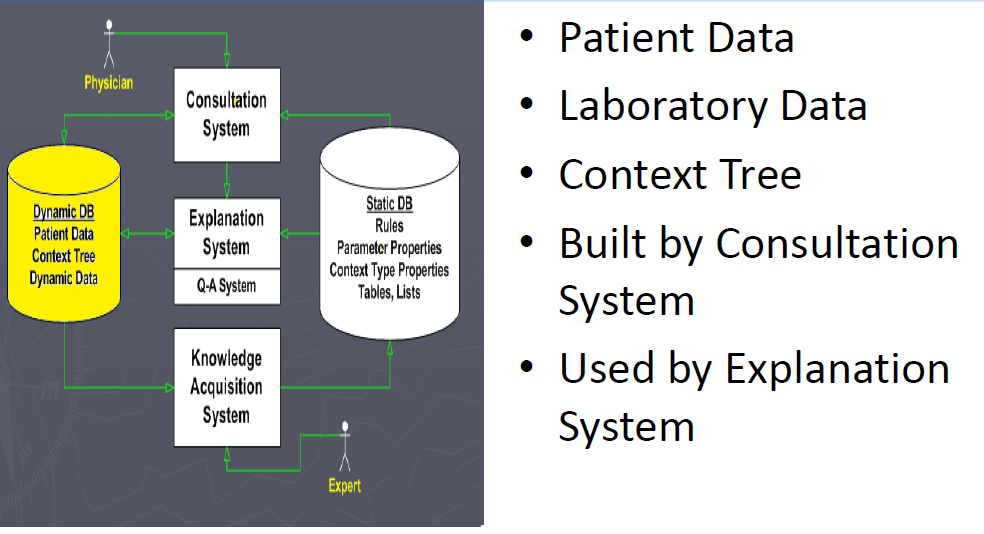 Physician
Consultation
System
Dynamic DB
Patient Data
Context Tree
Dynamic Data
Explanation
System
Q-A System
Static DB
Rules
Parameter Properties
Context Type Properties
Tables, Lists
Knowledge
Acquisition
System
Expert
• Patient Data
• Laboratory Data
• Context Tree
• Built by Consultation
System
• Used by Explanation
System